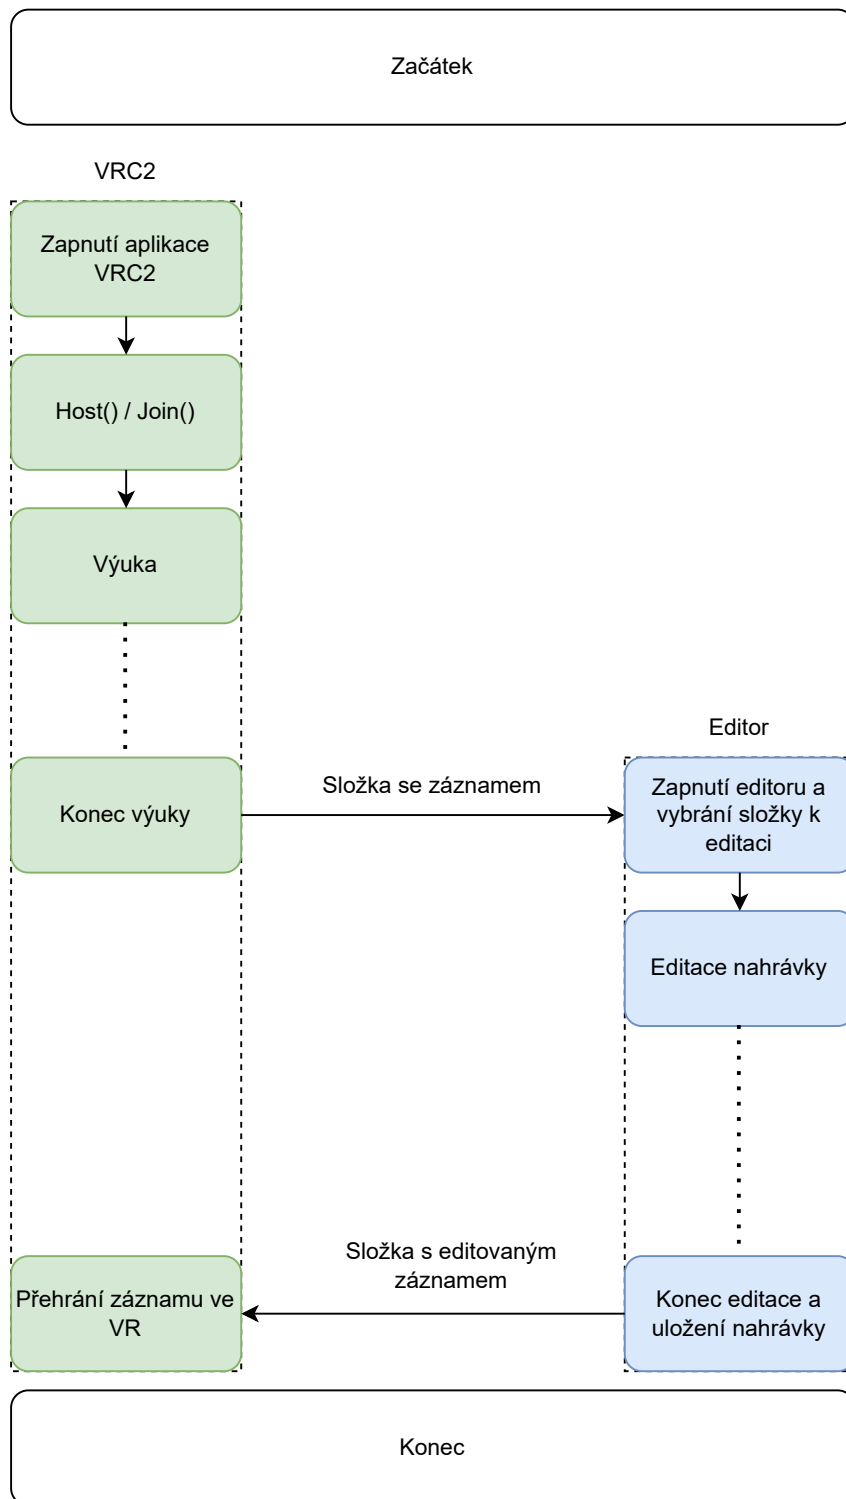 Začátek
VRC2
Zapnutí aplikace
VRC2
Host() / Join()
Výuka
Editor
Konec výuky
Složka se záznamem
Zapnutí editoru a
vybrání složky k
editaci
Editace nahrávky
Složka s editovaným
záznamem
Přehrání záznamu ve
VR
Konec editace a
uložení nahrávky
Konec